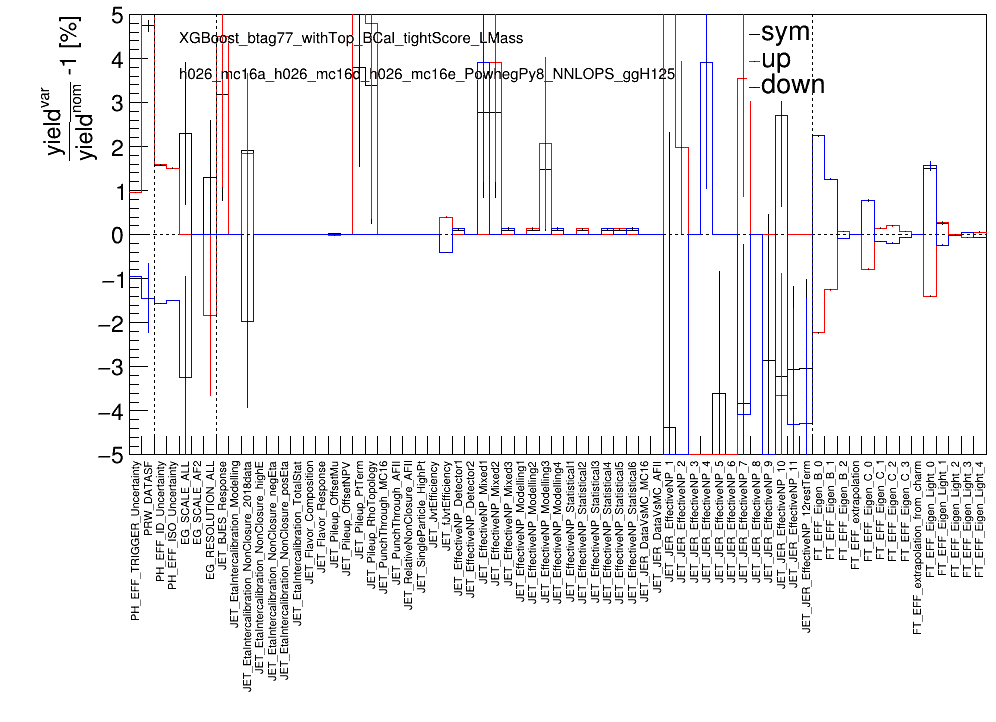 XGBoost_btag77_withTop_BCal_tightScore_LMass
h026_mc16a_h026_mc16d_h026_mc16e_PowhegPy8_NNLOPS_ggH125
sym
up
down
yield^var / yield^nom -1 [%]
5
4
3
2
1
0
−1
−2
−3
−4
−5
PH_EFF_TRIGGER_Uncertainty
PRW_DATASF
PH_EFF_ID_Uncertainty
PH_EFF_ISO_Uncertainty
EG_SCALE_ALL
EG_SCALE_AF2
EG_RESOLUTION_ALL
JET_BJES_Response
JET_EtaIntercalibration_Modelling
JET_EtaIntercalibration_NonClosure_2018data
JET_EtaIntercalibration_NonClosure_highE
JET_EtaIntercalibration_NonClosure_negEta
JET_EtaIntercalibration_NonClosure_posEta
JET_EtaIntercalibration_TotalStat
JET_Flavor_Composition
JET_Flavor_Response
JET_Pileup_OffsetMu
JET_Pileup_OffsetNPV
JET_Pileup_PtTerm
JET_Pileup_RhoTopology
JET_PunchThrough_MC16
JET_PunchThrough_AFII
JET_RelativeNonClosure_AFII
JET_SingleParticle_HighPt
JET_JvtEfficiency
JET_fJvtEfficiency
JET_EffectiveNP_Detector1
JET_EffectiveNP_Detector2
JET_EffectiveNP_Mixed1
JET_EffectiveNP_Mixed2
JET_EffectiveNP_Mixed3
JET_EffectiveNP_Modelling1
JET_EffectiveNP_Modelling2
JET_EffectiveNP_Modelling3
JET_EffectiveNP_Modelling4
JET_EffectiveNP_Statistical1
JET_EffectiveNP_Statistical2
JET_EffectiveNP_Statistical3
JET_EffectiveNP_Statistical4
JET_EffectiveNP_Statistical5
JET_EffectiveNP_Statistical6
JET_JER_DataVsMC_MC16
JET_JER_DataVsMC_AFII
JET_JER_EffectiveNP_1
JET_JER_EffectiveNP_2
JET_JER_EffectiveNP_3
JET_JER_EffectiveNP_4
JET_JER_EffectiveNP_5
JET_JER_EffectiveNP_6
JET_JER_EffectiveNP_7
JET_JER_EffectiveNP_8
JET_JER_EffectiveNP_9
JET_JER_EffectiveNP_10
JET_JER_EffectiveNP_11
JET_JER_EffectiveNP_12restTerm
FT_EFF_Eigen_B_0
FT_EFF_Eigen_B_1
FT_EFF_Eigen_B_2
FT_EFF_extrapolation
FT_EFF_Eigen_C_0
FT_EFF_Eigen_C_1
FT_EFF_Eigen_C_2
FT_EFF_Eigen_C_3
FT_EFF_extrapolation_from_charm
FT_EFF_Eigen_Light_0
FT_EFF_Eigen_Light_1
FT_EFF_Eigen_Light_2
FT_EFF_Eigen_Light_3
FT_EFF_Eigen_Light_4